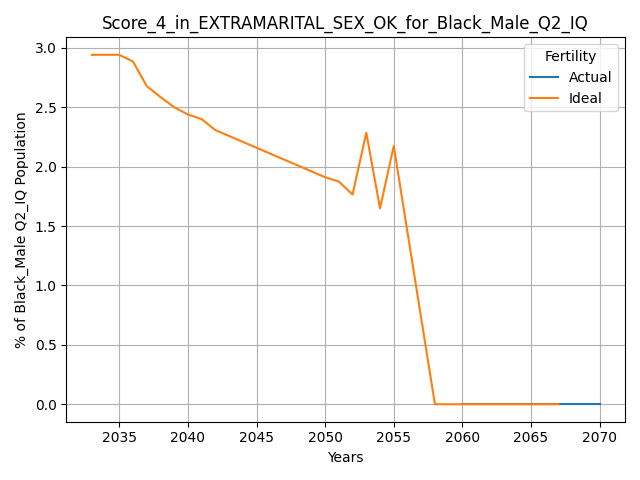 Score_4_in_EXTRAMARITAL_SEX_OK_for_Black_Male_Q2_IQ
Fertility
Actual
Ideal
% of Black_Male Q2_IQ Population
3.0
2.5
2.0
1.5
1.0
0.5
0.0
2035
2040
2045
2050
2055
2060
2065
2070
Years